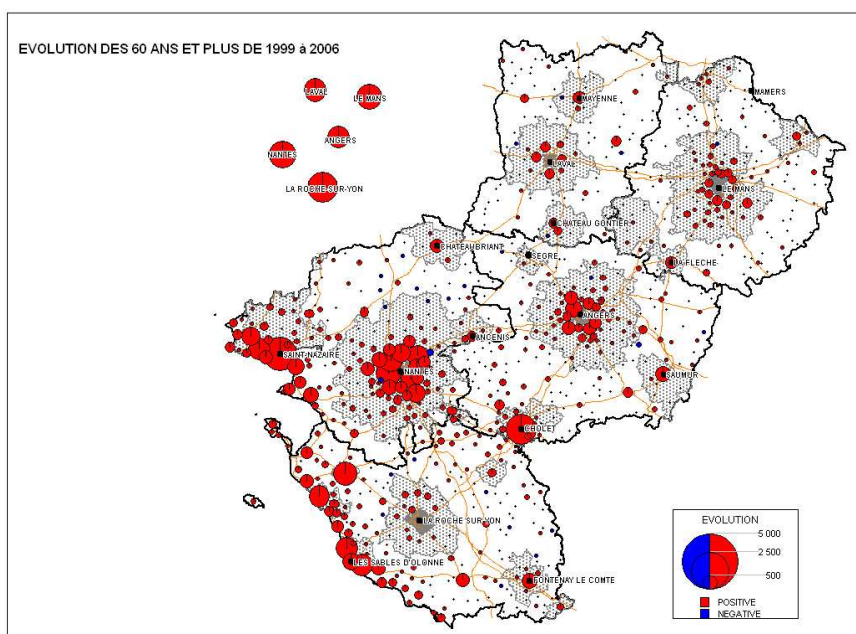 EVOLUTION DES 60 ANS ET PLUS DE 1999 à 2006
LAVAL
LE MANS
ANGERS
NANTES
LA ROCHE SUR-YON
MAYENNE
MAMERS
LAVAL
LE MANS
CHATEAU GONTIER
CHATEAUBRIANT
SEGRE
LA FLECHE
ANGERS
ANCENIS
SAINT-NAZAIRE
NANTES
SAUMUR
CHOLET
LA ROCHE SUR-YON
LES SABLES D'OLONNE
FONTENAY LE COMTE
EVOLUTION
5 000
2 500
500
POSITIVE
NEGATIVE